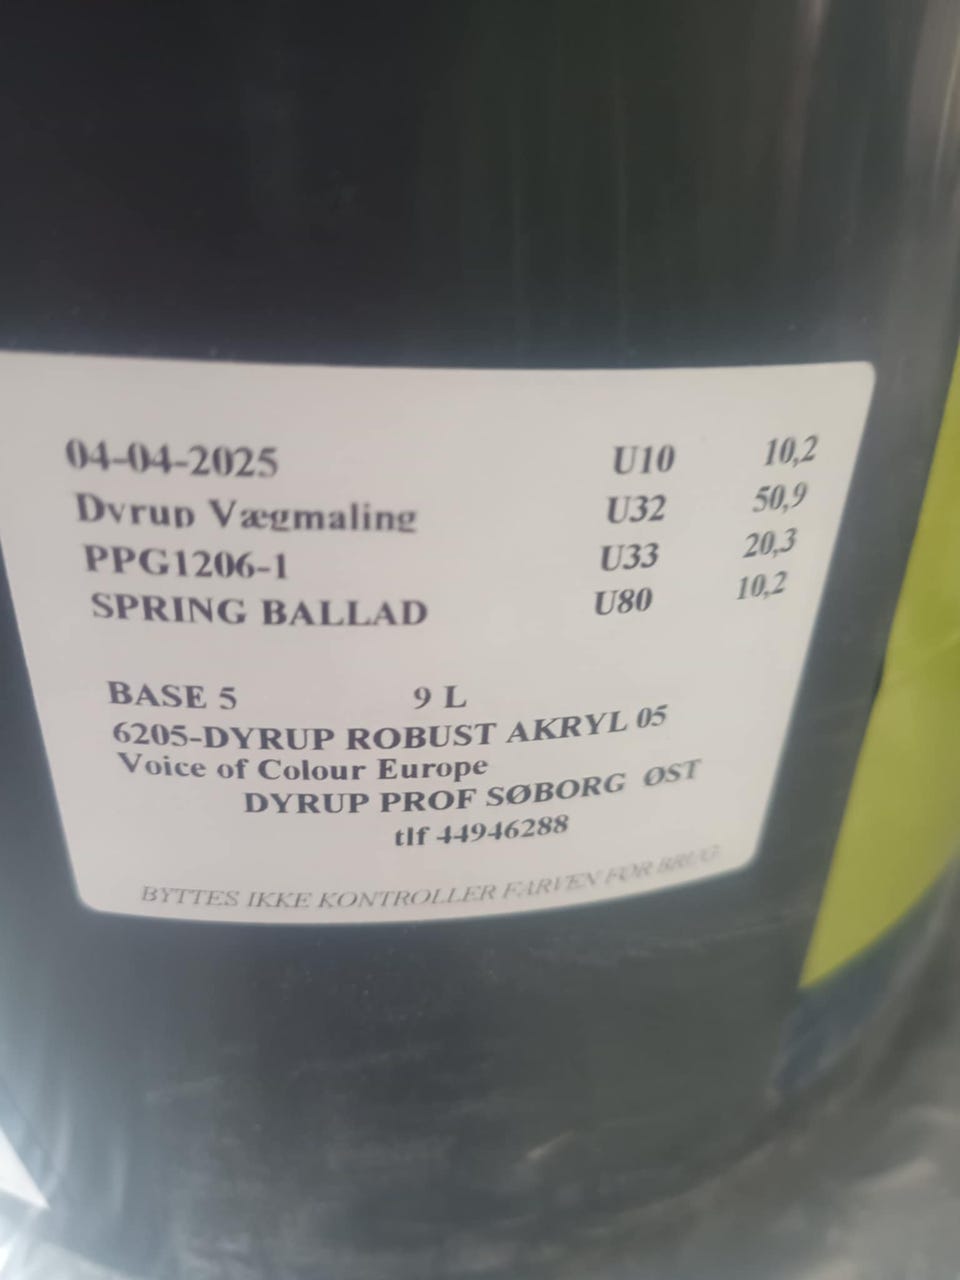 04-04-2025 U10 10,2
Dyrup Vægmaling U32 50,9
PPG1206-1 U33 20,3
SPRING BALLAD U80 10,2
BASE 5 9 L
6205-DYRUP ROBUST AKRYL 05
Voice of Colour Europe
DYRUP PROF SØBORG ØST
tlf 44946288
BYTTES IKKE KONTROLLER FARVEN FØR BRUG